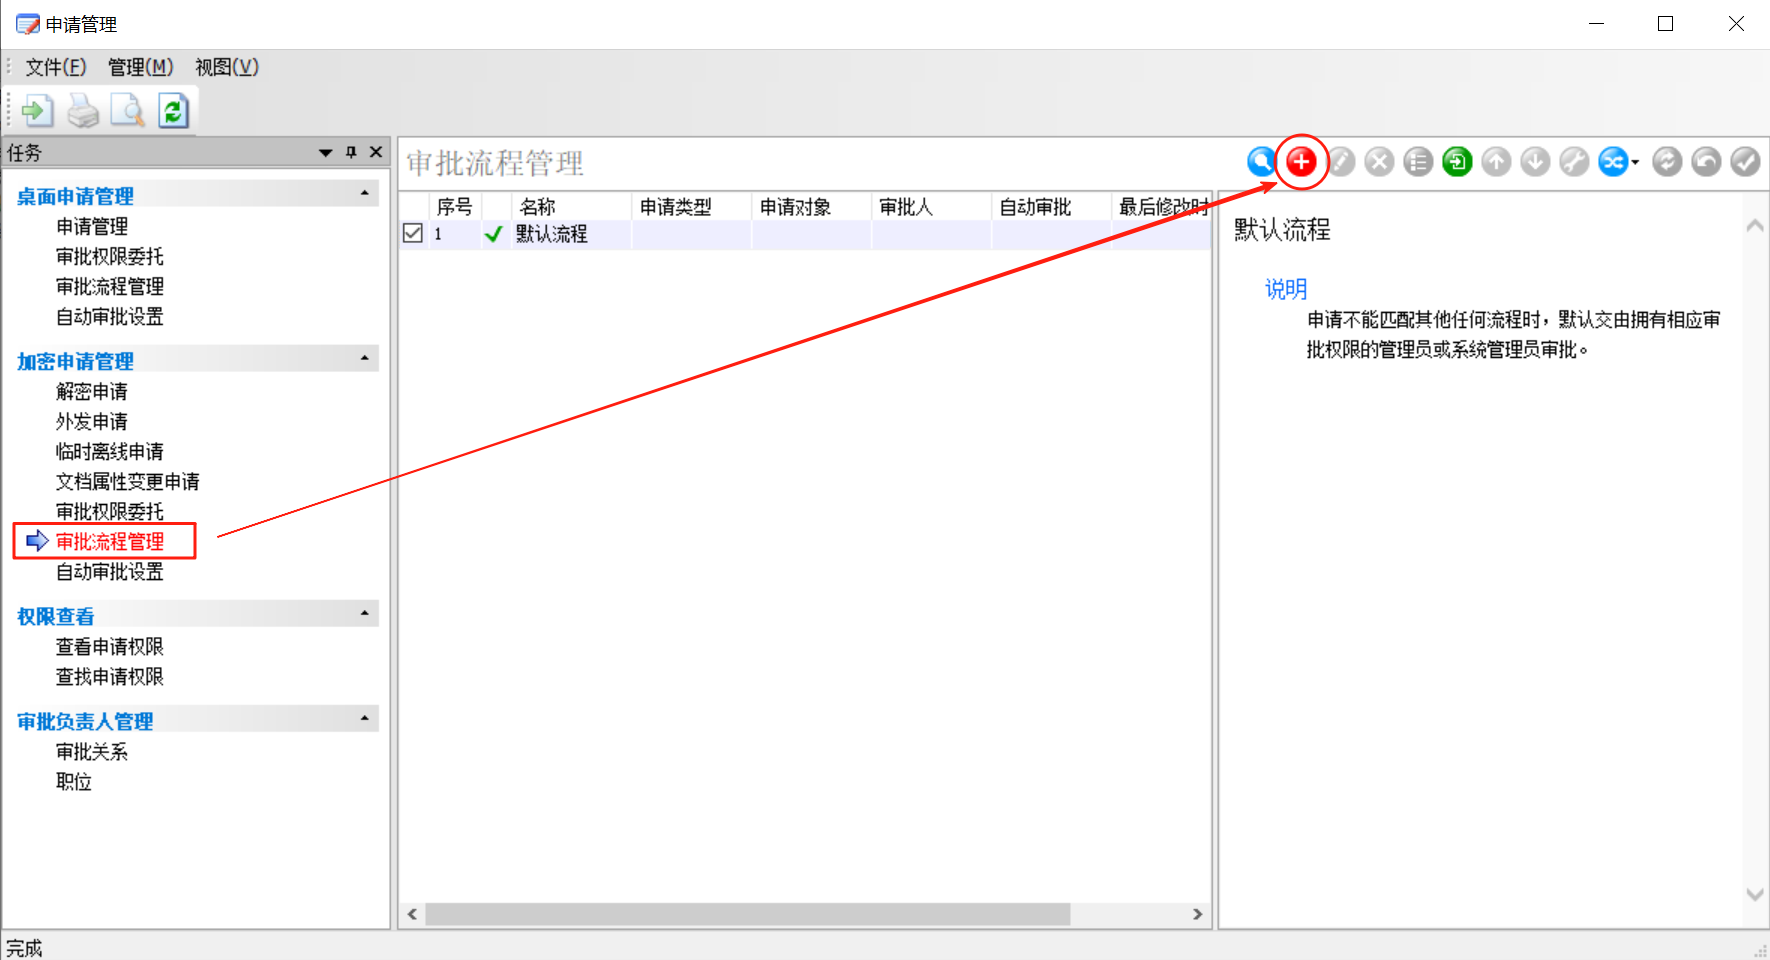 申请管理
文件(F) 管理(M) 视图(V)
任务
桌面申请管理
申请管理
审批权限委托
审批流程管理
自动审批设置
加密申请管理
解密申请
外发申请
临时离线申请
文档属性变更申请
审批权限委托
审批流程管理
自动审批设置
权限查看
查看申请权限
查找申请权限
审批负责人管理
审批关系
职位
审批流程管理
序号 名称 申请类型 申请对象 审批人 自动审批 最后修改时
1 默认流程
默认流程
说明
申请不能匹配其他任何流程时，默认交由拥有相应审
批权限的管理员或系统管理员审批。
完成